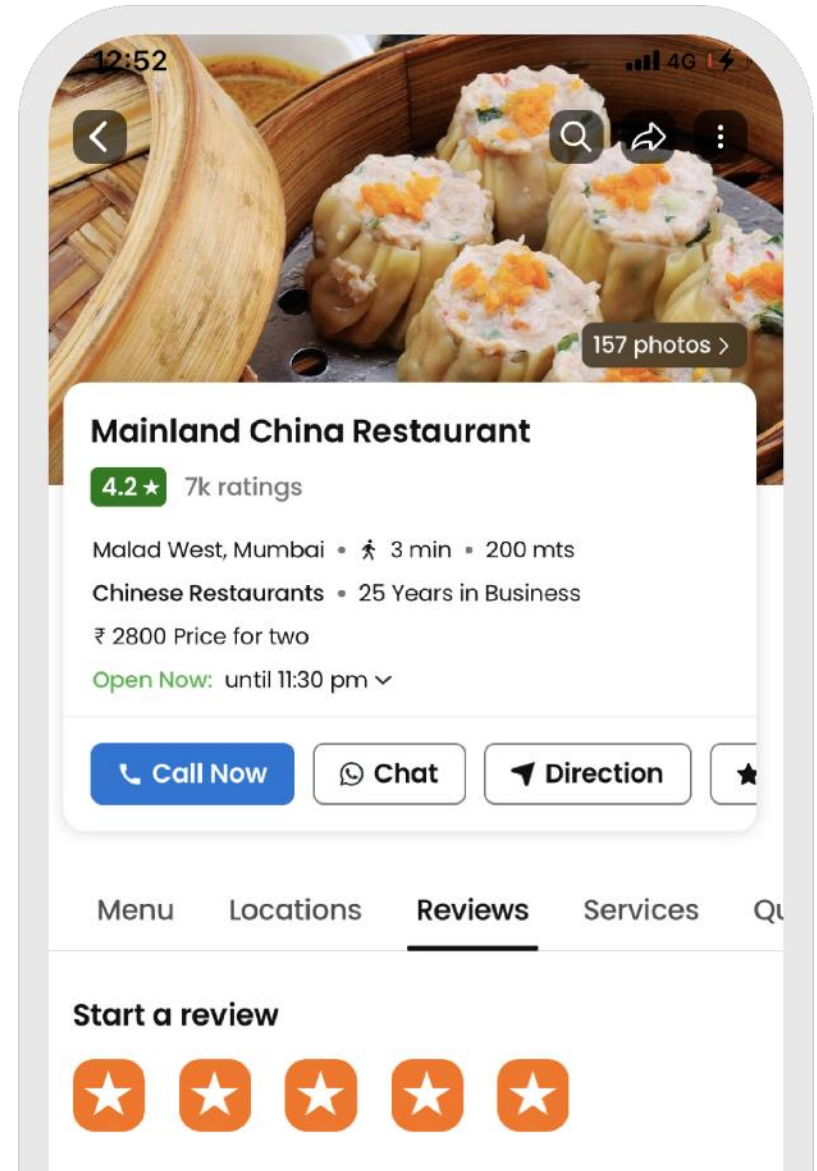 12:52
4G
157 photos >
Mainland China Restaurant
4.2 ★ 7k ratings
Malad West, Mumbai • 3 min • 200 mts
Chinese Restaurants • 25 Years in Business
₹ 2800 Price for two
Open Now: until 11:30 pm
Call Now Chat Direction
Menu Locations Reviews Services Qu
Start a review